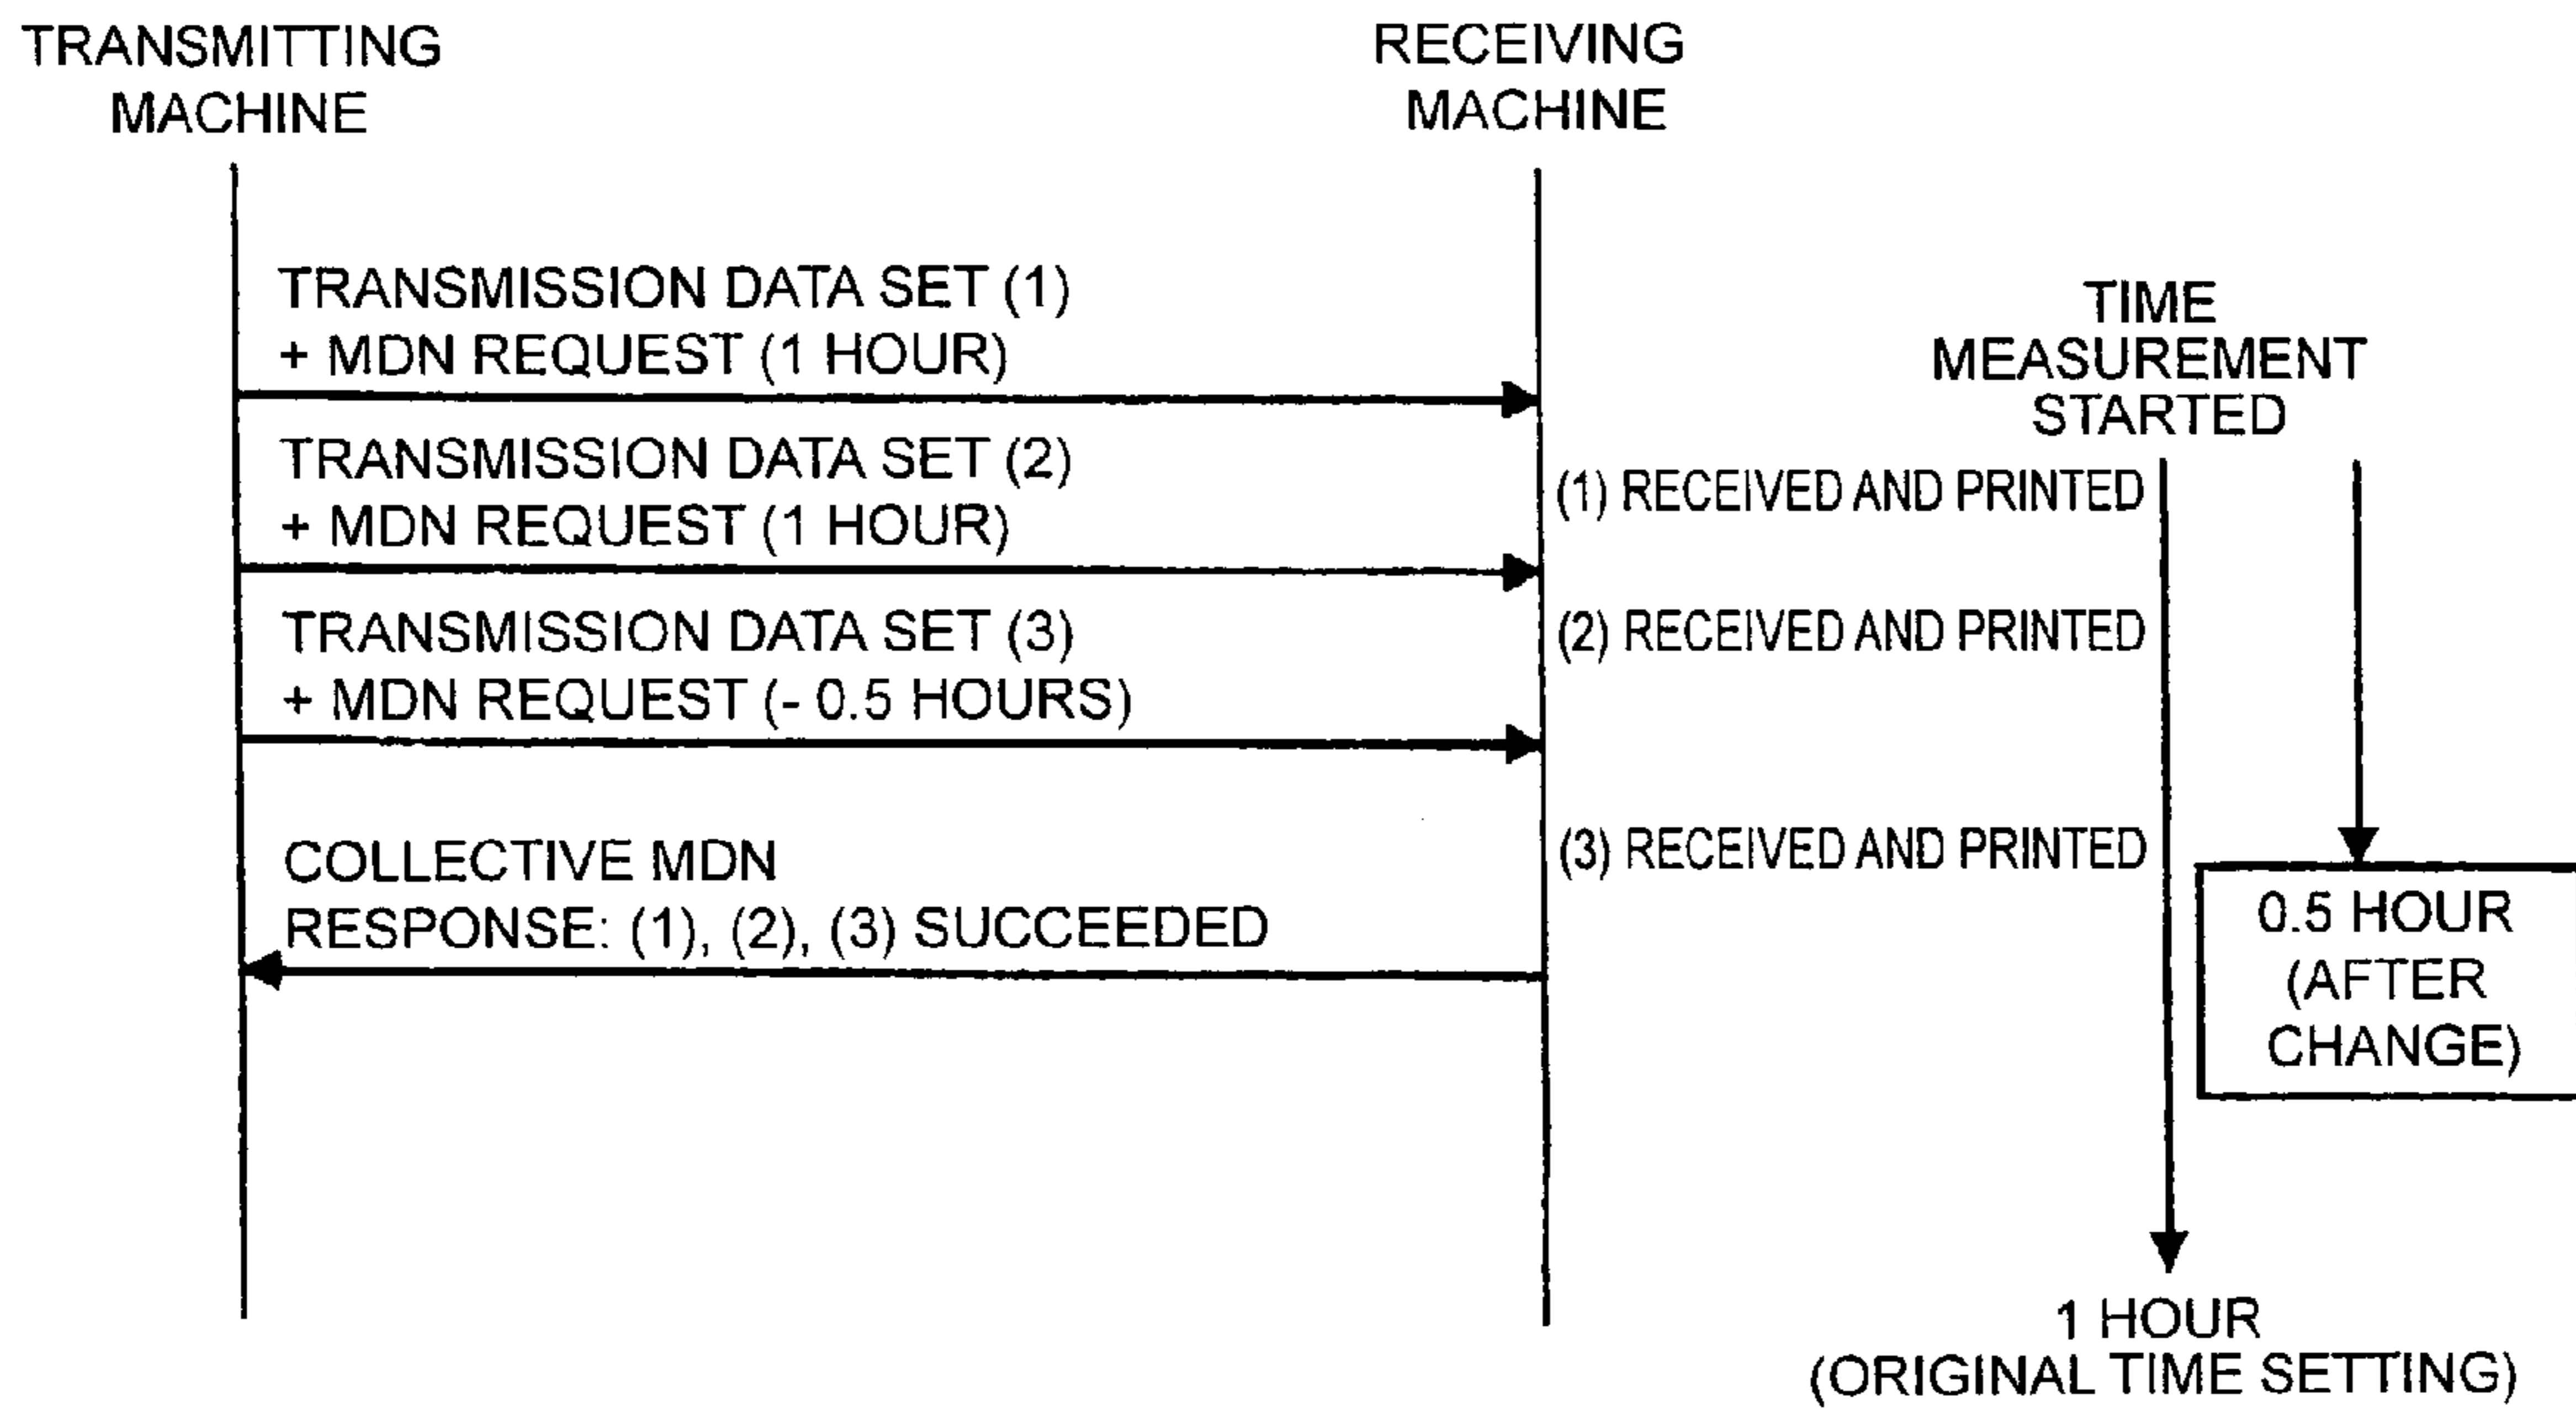 TRANSMITTING
MACHINE
RECEIVING
MACHINE
TRANSMISSION DATA SET (1)
+ MDN REQUEST (1 HOUR)
TRANSMISSION DATA SET (2)
+ MDN REQUEST (1 HOUR)
TRANSMISSION DATA SET (3)
+ MDN REQUEST (- 0.5 HOURS)
COLLECTIVE MDN
RESPONSE: (1), (2), (3) SUCCEEDED
(1) RECEIVED AND PRINTED
(2) RECEIVED AND PRINTED
(3) RECEIVED AND PRINTED
TIME
MEASUREMENT
STARTED
0.5 HOUR
(AFTER
CHANGE)
1 HOUR
(ORIGINAL TIME SETTING)